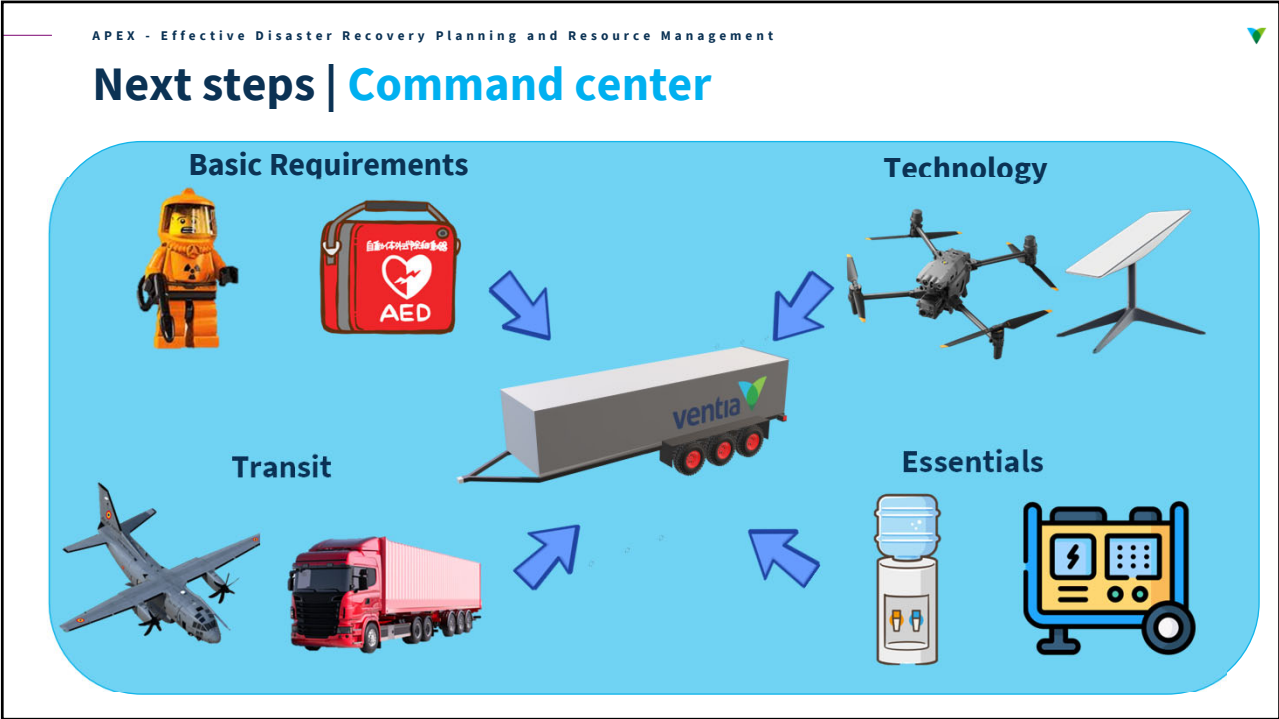 APEX - Effective Disaster Recovery Planning and Resource Management
Next steps | Command center
Basic Requirements
Technology
AED
ventia
Transit
Essentials